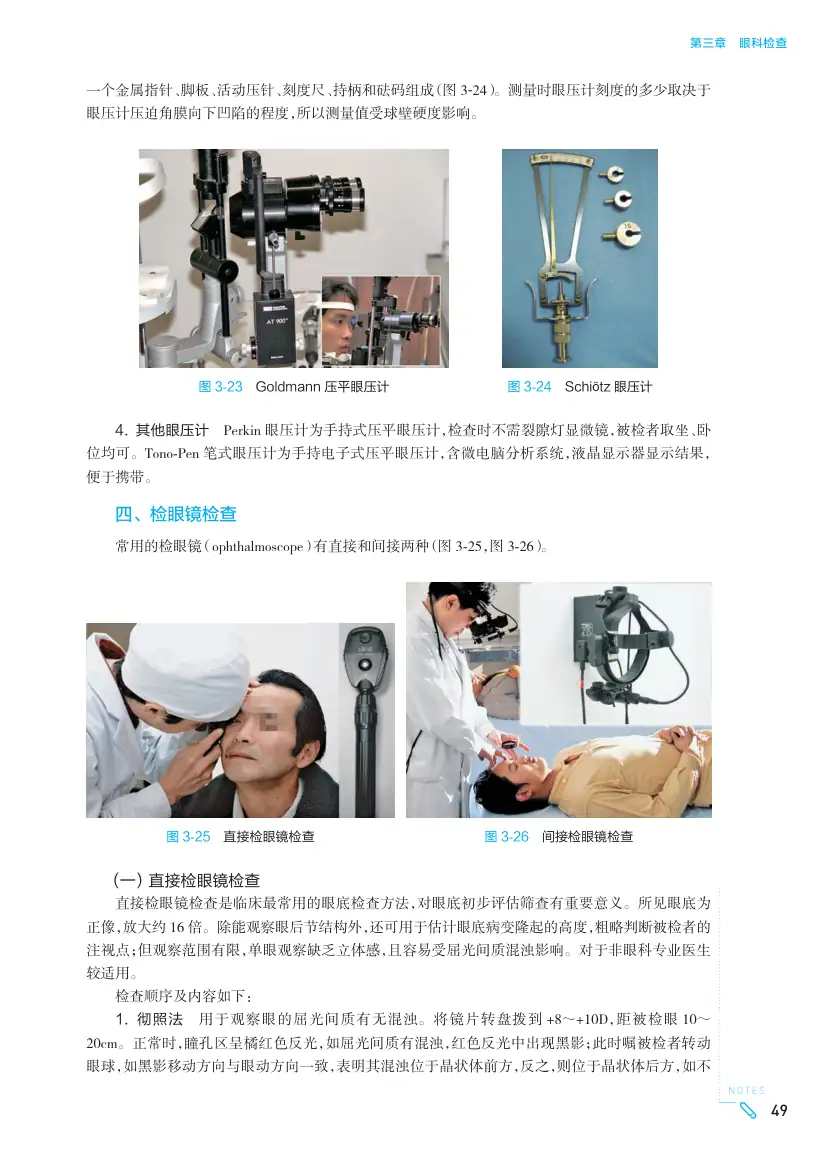 第三章 眼科检查
一个金属指针、脚板、活动压针、刻度尺、持柄和砝码组成(图 3-24)。测量时眼压计刻度的多少取决于
眼压计压迫角膜向下凹陷的程度,所以测量值受球壁硬度影响。
AT 900
15
图 3-23 Goldmann 压平眼压计
图 3-24 Schiötz 眼压计
4. 其他眼压计 Perkin 眼压计为手持式压平眼压计,检查时不需裂隙灯显微镜,被检者取坐、卧
位均可。Tono-Pen 笔式眼压计为手持电子式压平眼压计,含微电脑分析系统,液晶显示器显示结果,
便于携带。
四、检眼镜检查
常用的检眼镜(ophthalmoscope)有直接和间接两种(图 3-25,图 3-26)。
图 3-25 直接检眼镜检查
图 3-26 间接检眼镜检查
(一)直接检眼镜检查
直接检眼镜检查是临床最常用的眼底检查方法,对眼底初步评估筛查有重要意义。所见眼底为
正像,放大约 16 倍。除能观察眼后节结构外,还可用于估计眼底病变隆起的高度,粗略判断被检者的
注视点;但观察范围有限,单眼观察缺乏立体感,且容易受屈光间质混浊影响。对于非眼科专业医生
较适用。
检查顺序及内容如下:
1. 彻照法 用于观察眼的屈光间质有无混浊。将镜片转盘拨到 +8～+10D,距被检眼 10～
20cm。正常时,瞳孔区呈橘红色反光,如屈光间质有混浊,红色反光中出现黑影;此时嘱被检者转动
眼球,如黑影移动方向与眼动方向一致,表明其混浊位于晶状体前方,反之,则位于晶状体后方,如不
NOTES
49